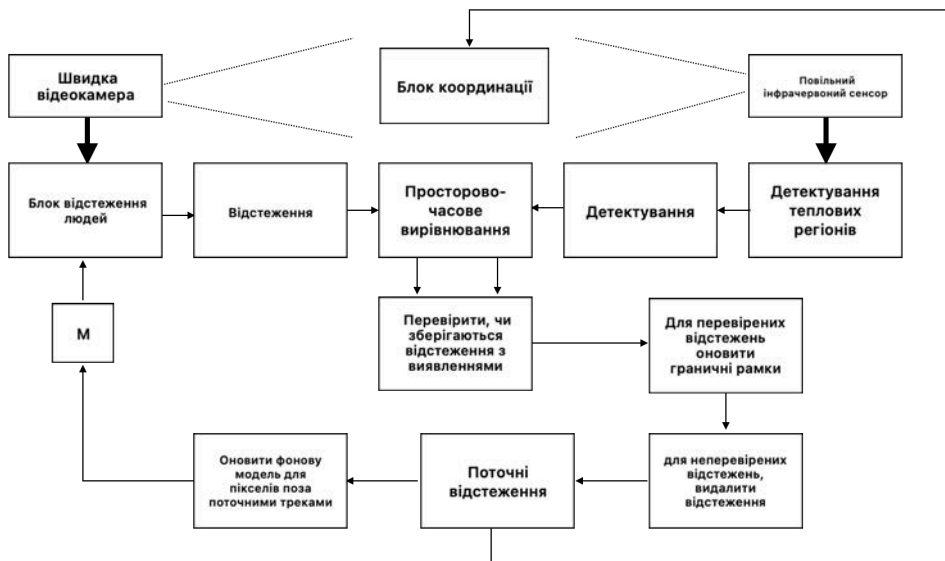 Швидка
відеокамера
Блок координації
Повільний
інфрачервоний сенсор
Блок відстеження
людей
Відстеження
Просторово-
часове
вирівнювання
Детектування
Детектування
теплових
регіонів
М
Перевірити, чи
зберігаються
відстеження з
виявленнями
Для перевірених
відстежень
оновити
граничні рамки
Оновити фонову
модель для
пікселів поза
поточними треками
Поточні
відстеження
для неперевірених
відстежень,
видалити
відстеження